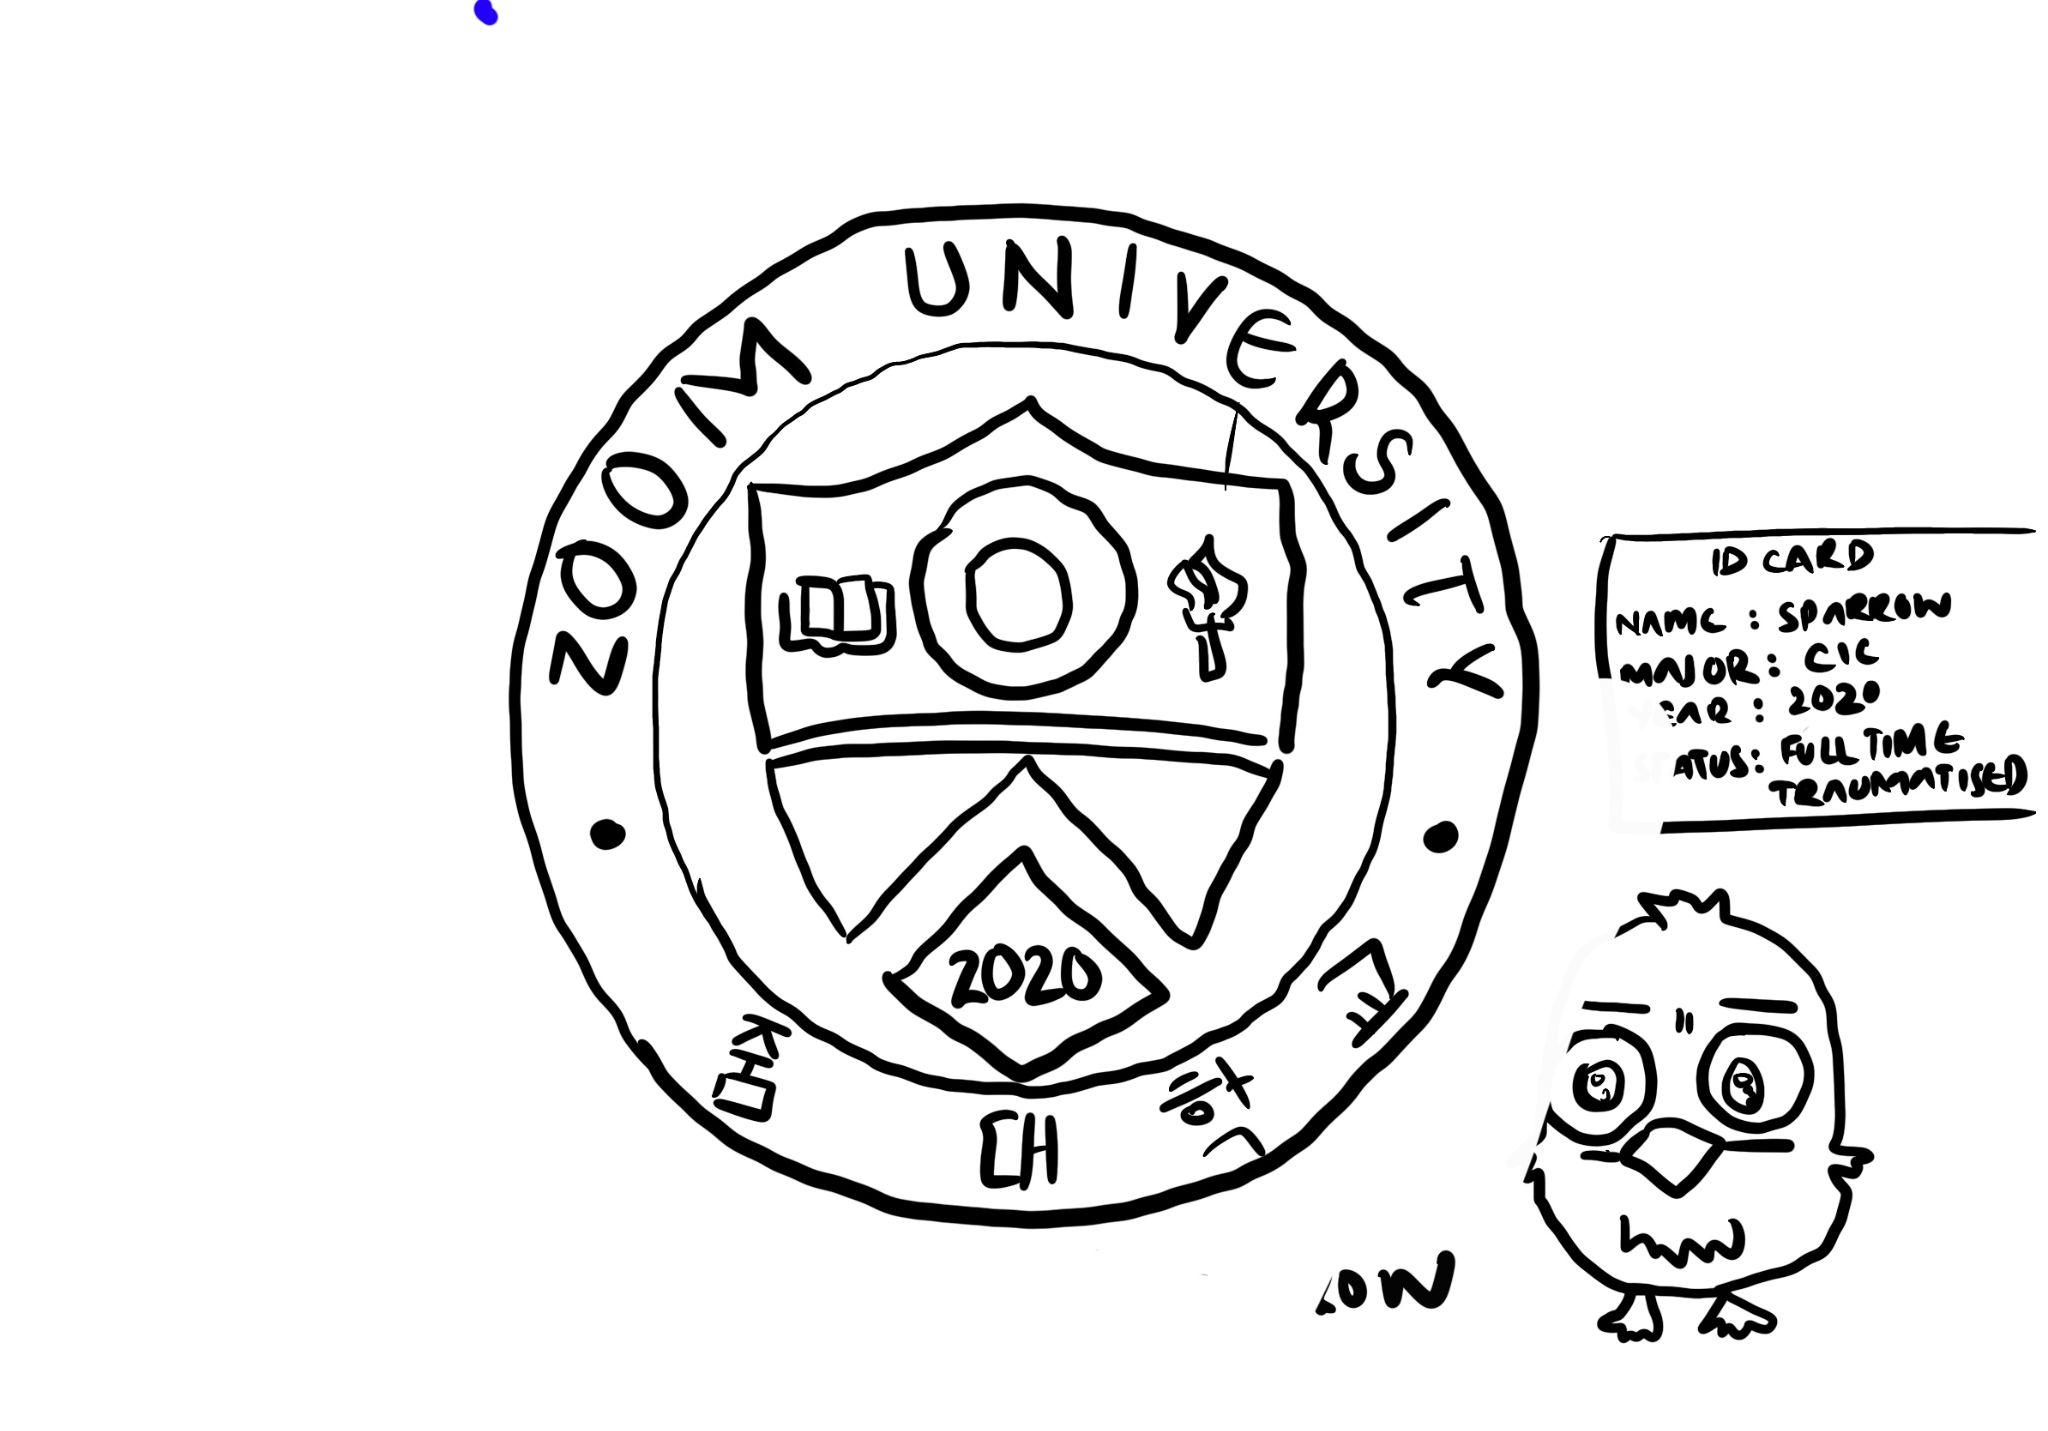 ZOOM UNIVERSITY
2020
줌 대학교
ID CARD
NAME : SPARROW
MAJOR : CIC
YEAR : 2020
STATUS : FULL TIME
TRAUMATISED
OW